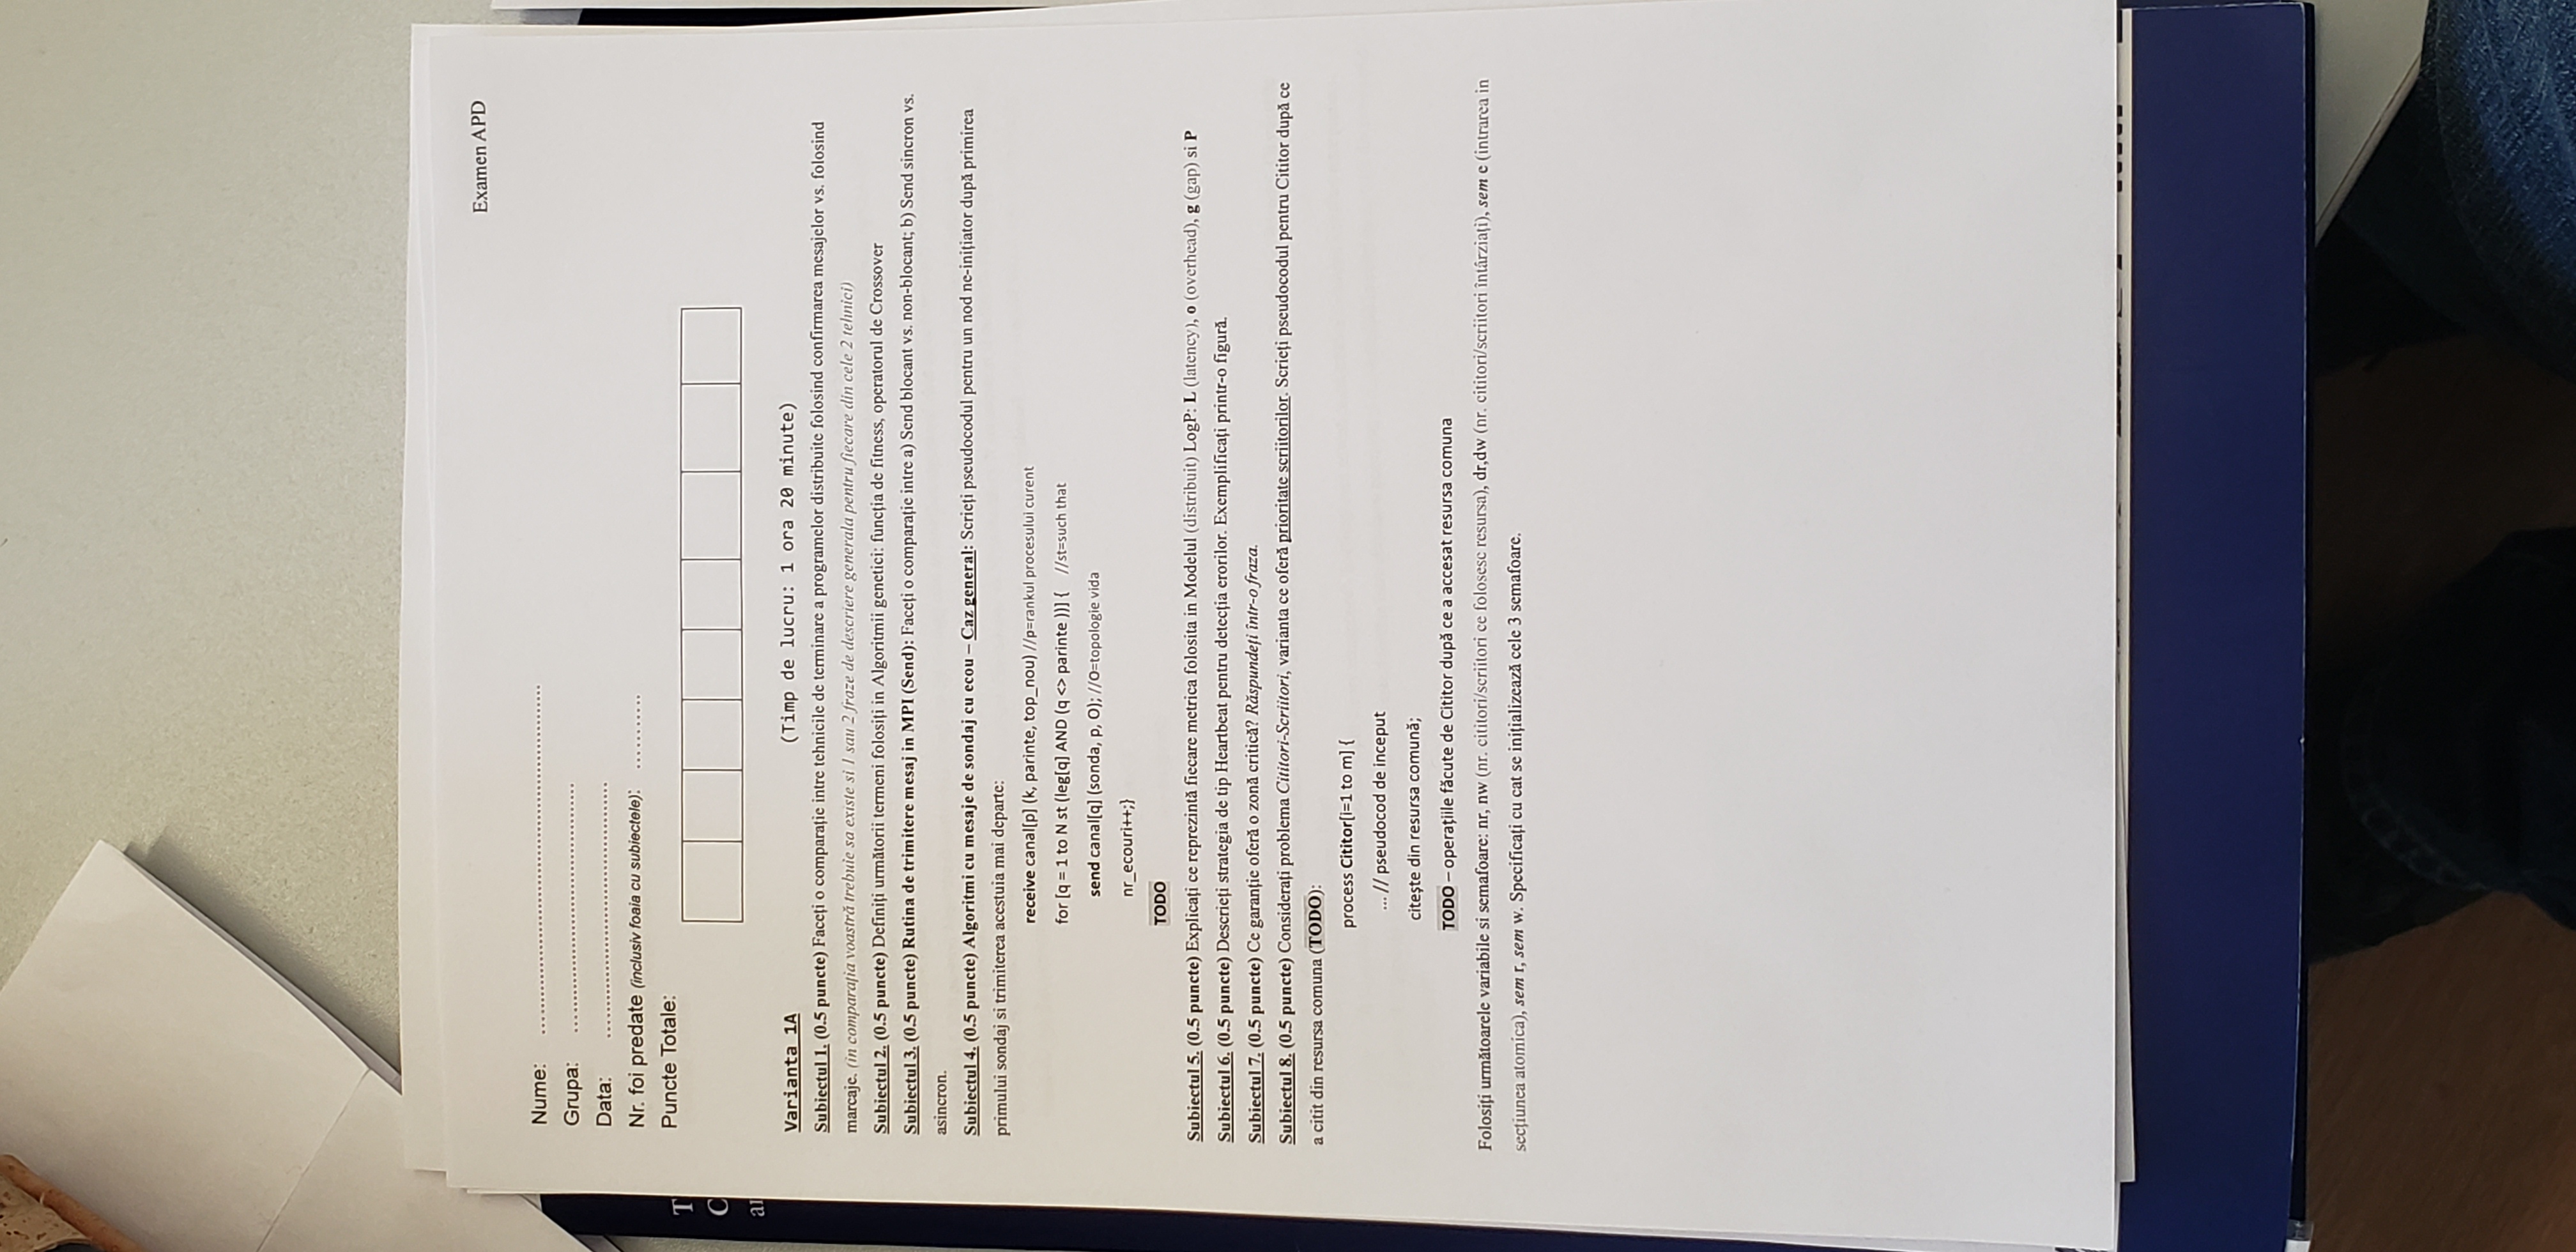 Examen APD
Nume: ............................................................
Grupa: ............................................
Data: .............................................
Nr. foi predate (inclusiv foaia cu subiectele): ...........
Puncte Totale:
T
C
Varianta 1A (Timp de lucru: 1 ora 20 minute)
Subiectul 1. (0.5 puncte) Faceți o comparație intre tehnicile de terminare a programelor distribuite folosind confirmarea mesajelor vs. folosind
marcaje. (in comparația voastră trebuie sa existe si 1 sau 2 fraze de descriere generala pentru fiecare din cele 2 tehnici)
Subiectul 2. (0.5 puncte) Definiți următorii termeni folosiți in Algoritmii genetici: funcția de fitness, operatorul de Crossover
Subiectul 3. (0.5 puncte) Rutina de trimitere mesaj in MPI (Send): Faceți o comparație intre a) Send blocant vs. non-blocant; b) Send sincron vs.
asincron.
Subiectul 4. (0.5 puncte) Algoritmi cu mesaje de sondaj cu ecou – Caz general: Scrieți pseudocodul pentru un nod ne-inițiator după primirea
primului sondaj si trimiterea acestuia mai departe:
receive canal[p] (k, parinte, top_nou) //p=rankul procesului curent
for [q = 1 to N st (leg[q] AND (q <> parinte ))] { //st=such that
send canal[q] (sonda, p, O); //O=topologie vida
nr_ecouri++;}
TODO
Subiectul 5. (0.5 puncte) Explicați ce reprezintă fiecare metrica folosita in Modelul (distribuit) LogP: L (latency), o (overhead), g (gap) si P
Subiectul 6. (0.5 puncte) Descrieți strategia de tip Heartbeat pentru detecția erorilor. Exemplificați printr-o figură.
Subiectul 7. (0.5 puncte) Ce garanție oferă o zonă critică? Răspundeți într-o fraza.
Subiectul 8. (0.5 puncte) Considerați problema Cititori-Scriitori, varianta ce oferă prioritate scriitorilor. Scrieți pseudocodul pentru Cititor după ce
a citit din resursa comuna (TODO):
process Cititor[i=1 to m] {
... // pseudocod de inceput
citește din resursa comună;
TODO – operațiile făcute de Cititor după ce a accesat resursa comuna
Folosiți următoarele variabile si semafoare: nr, nw (nr. cititori/scriitori ce folosesc resursa), dr,dw (nr. cititori/scriitori întârziați), sem e (intrarea in
secțiunea atomica), sem r, sem w. Specificați cu cat se inițializează cele 3 semafoare.